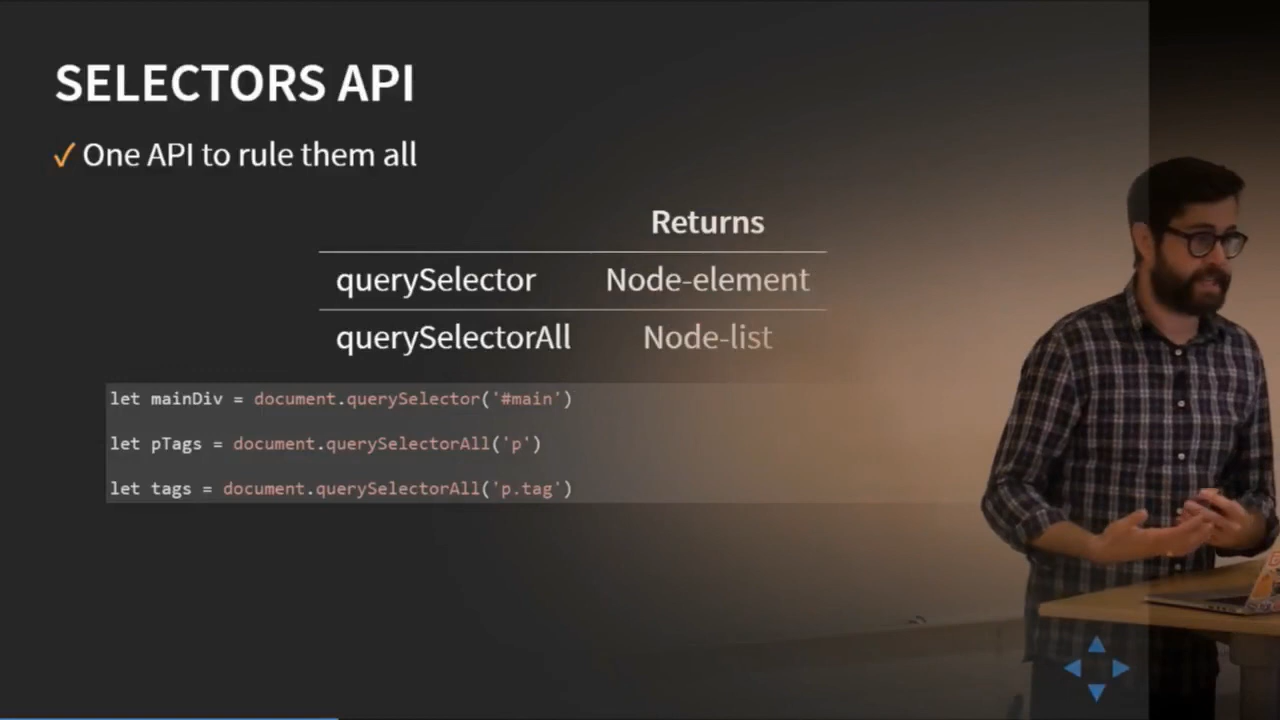 SELECTORS API
✓ One API to rule them all
Returns
querySelector Node-element
querySelectorAll Node-list
let mainDiv = document.querySelector('#main')
let pTags = document.querySelectorAll('p')
let tags = document.querySelectorAll('p.tag')